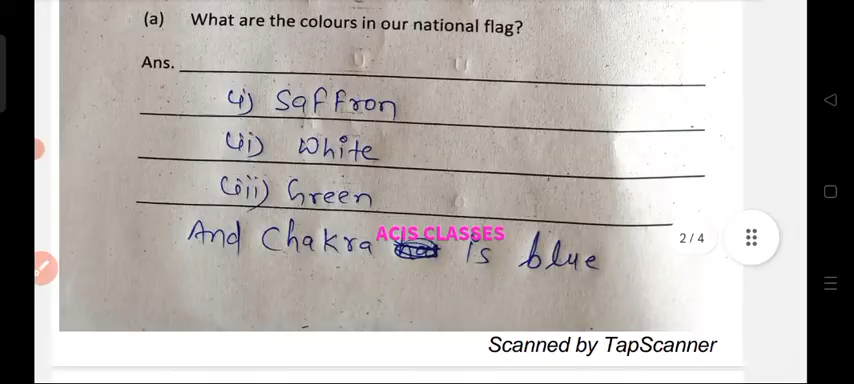 (a) What are the colours in our national flag?
Ans.
(i) Saffron
(ii) White
(iii) Green
And Chakra is blue
ACIS CLASSES
2/4
Scanned by TapScanner